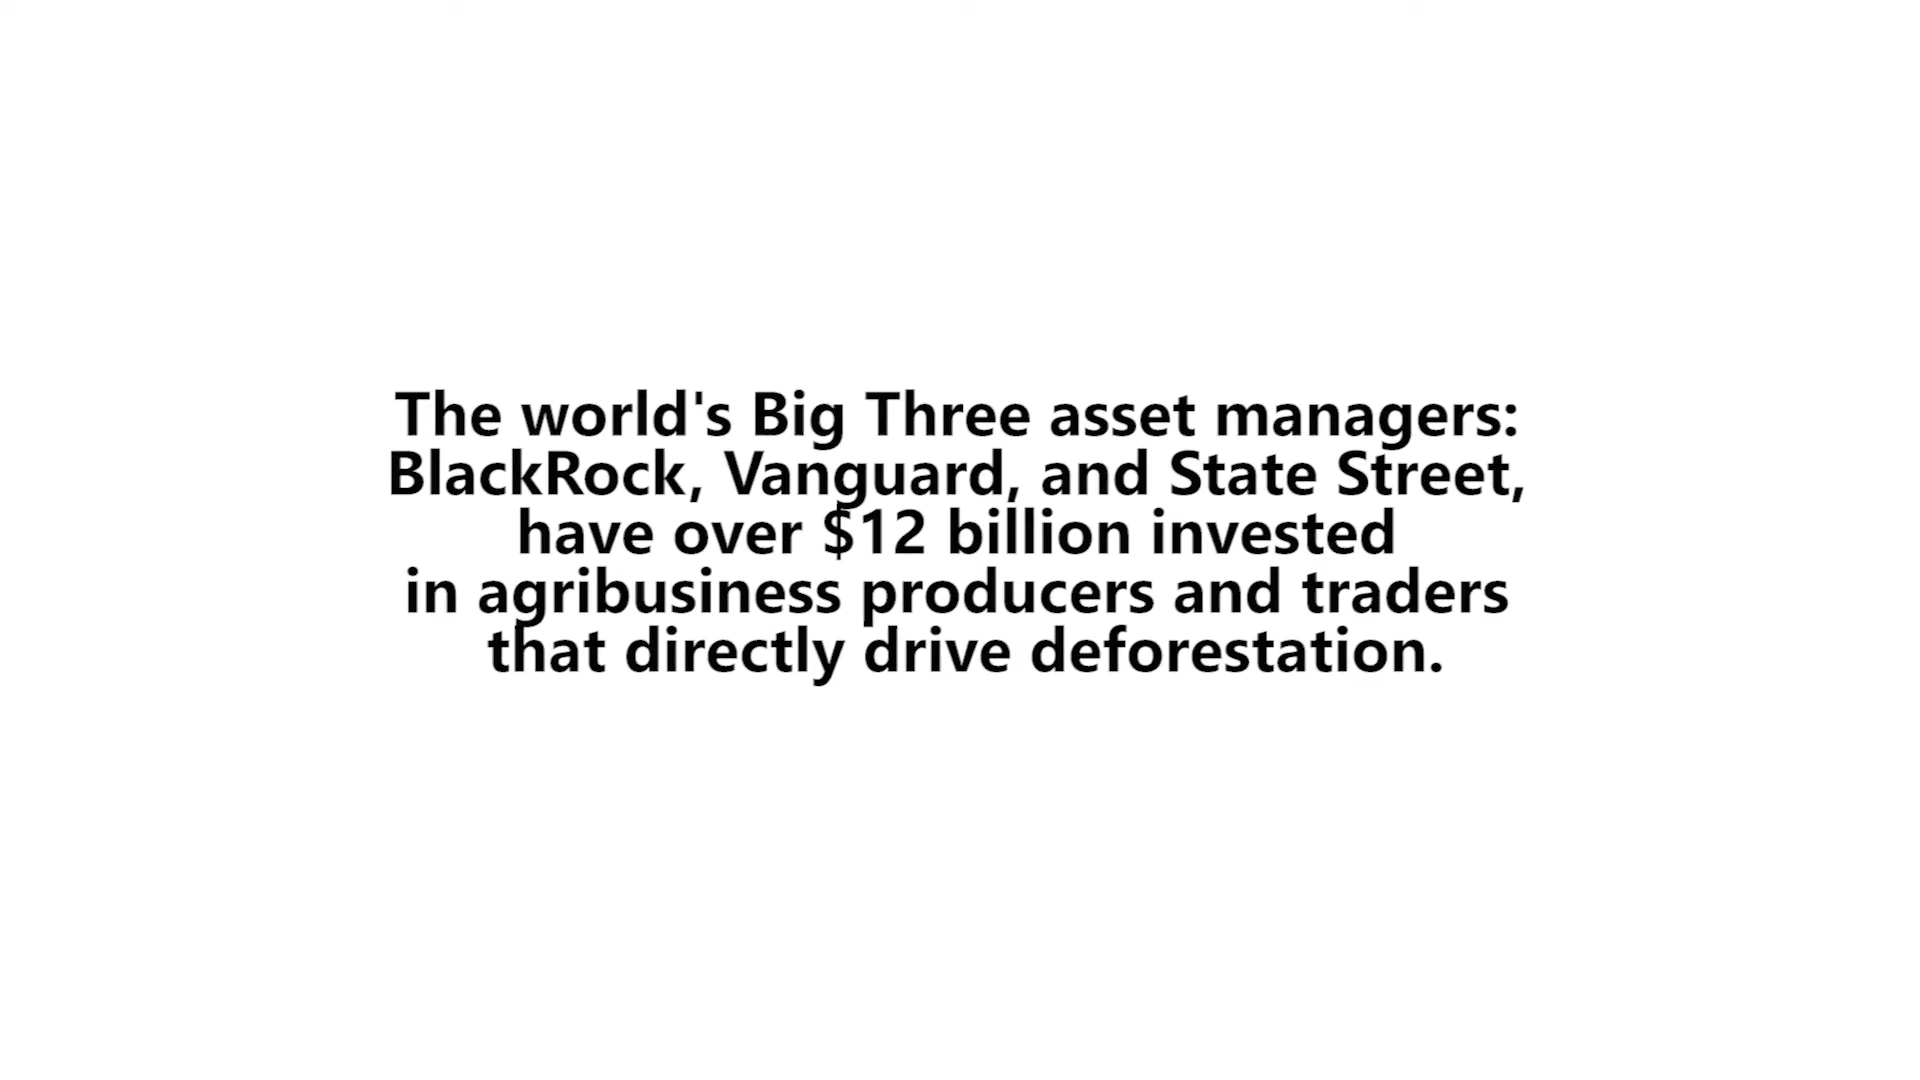 The world's Big Three asset managers:
BlackRock, Vanguard, and State Street,
have over $12 billion invested
in agribusiness producers and traders
that directly drive deforestation.